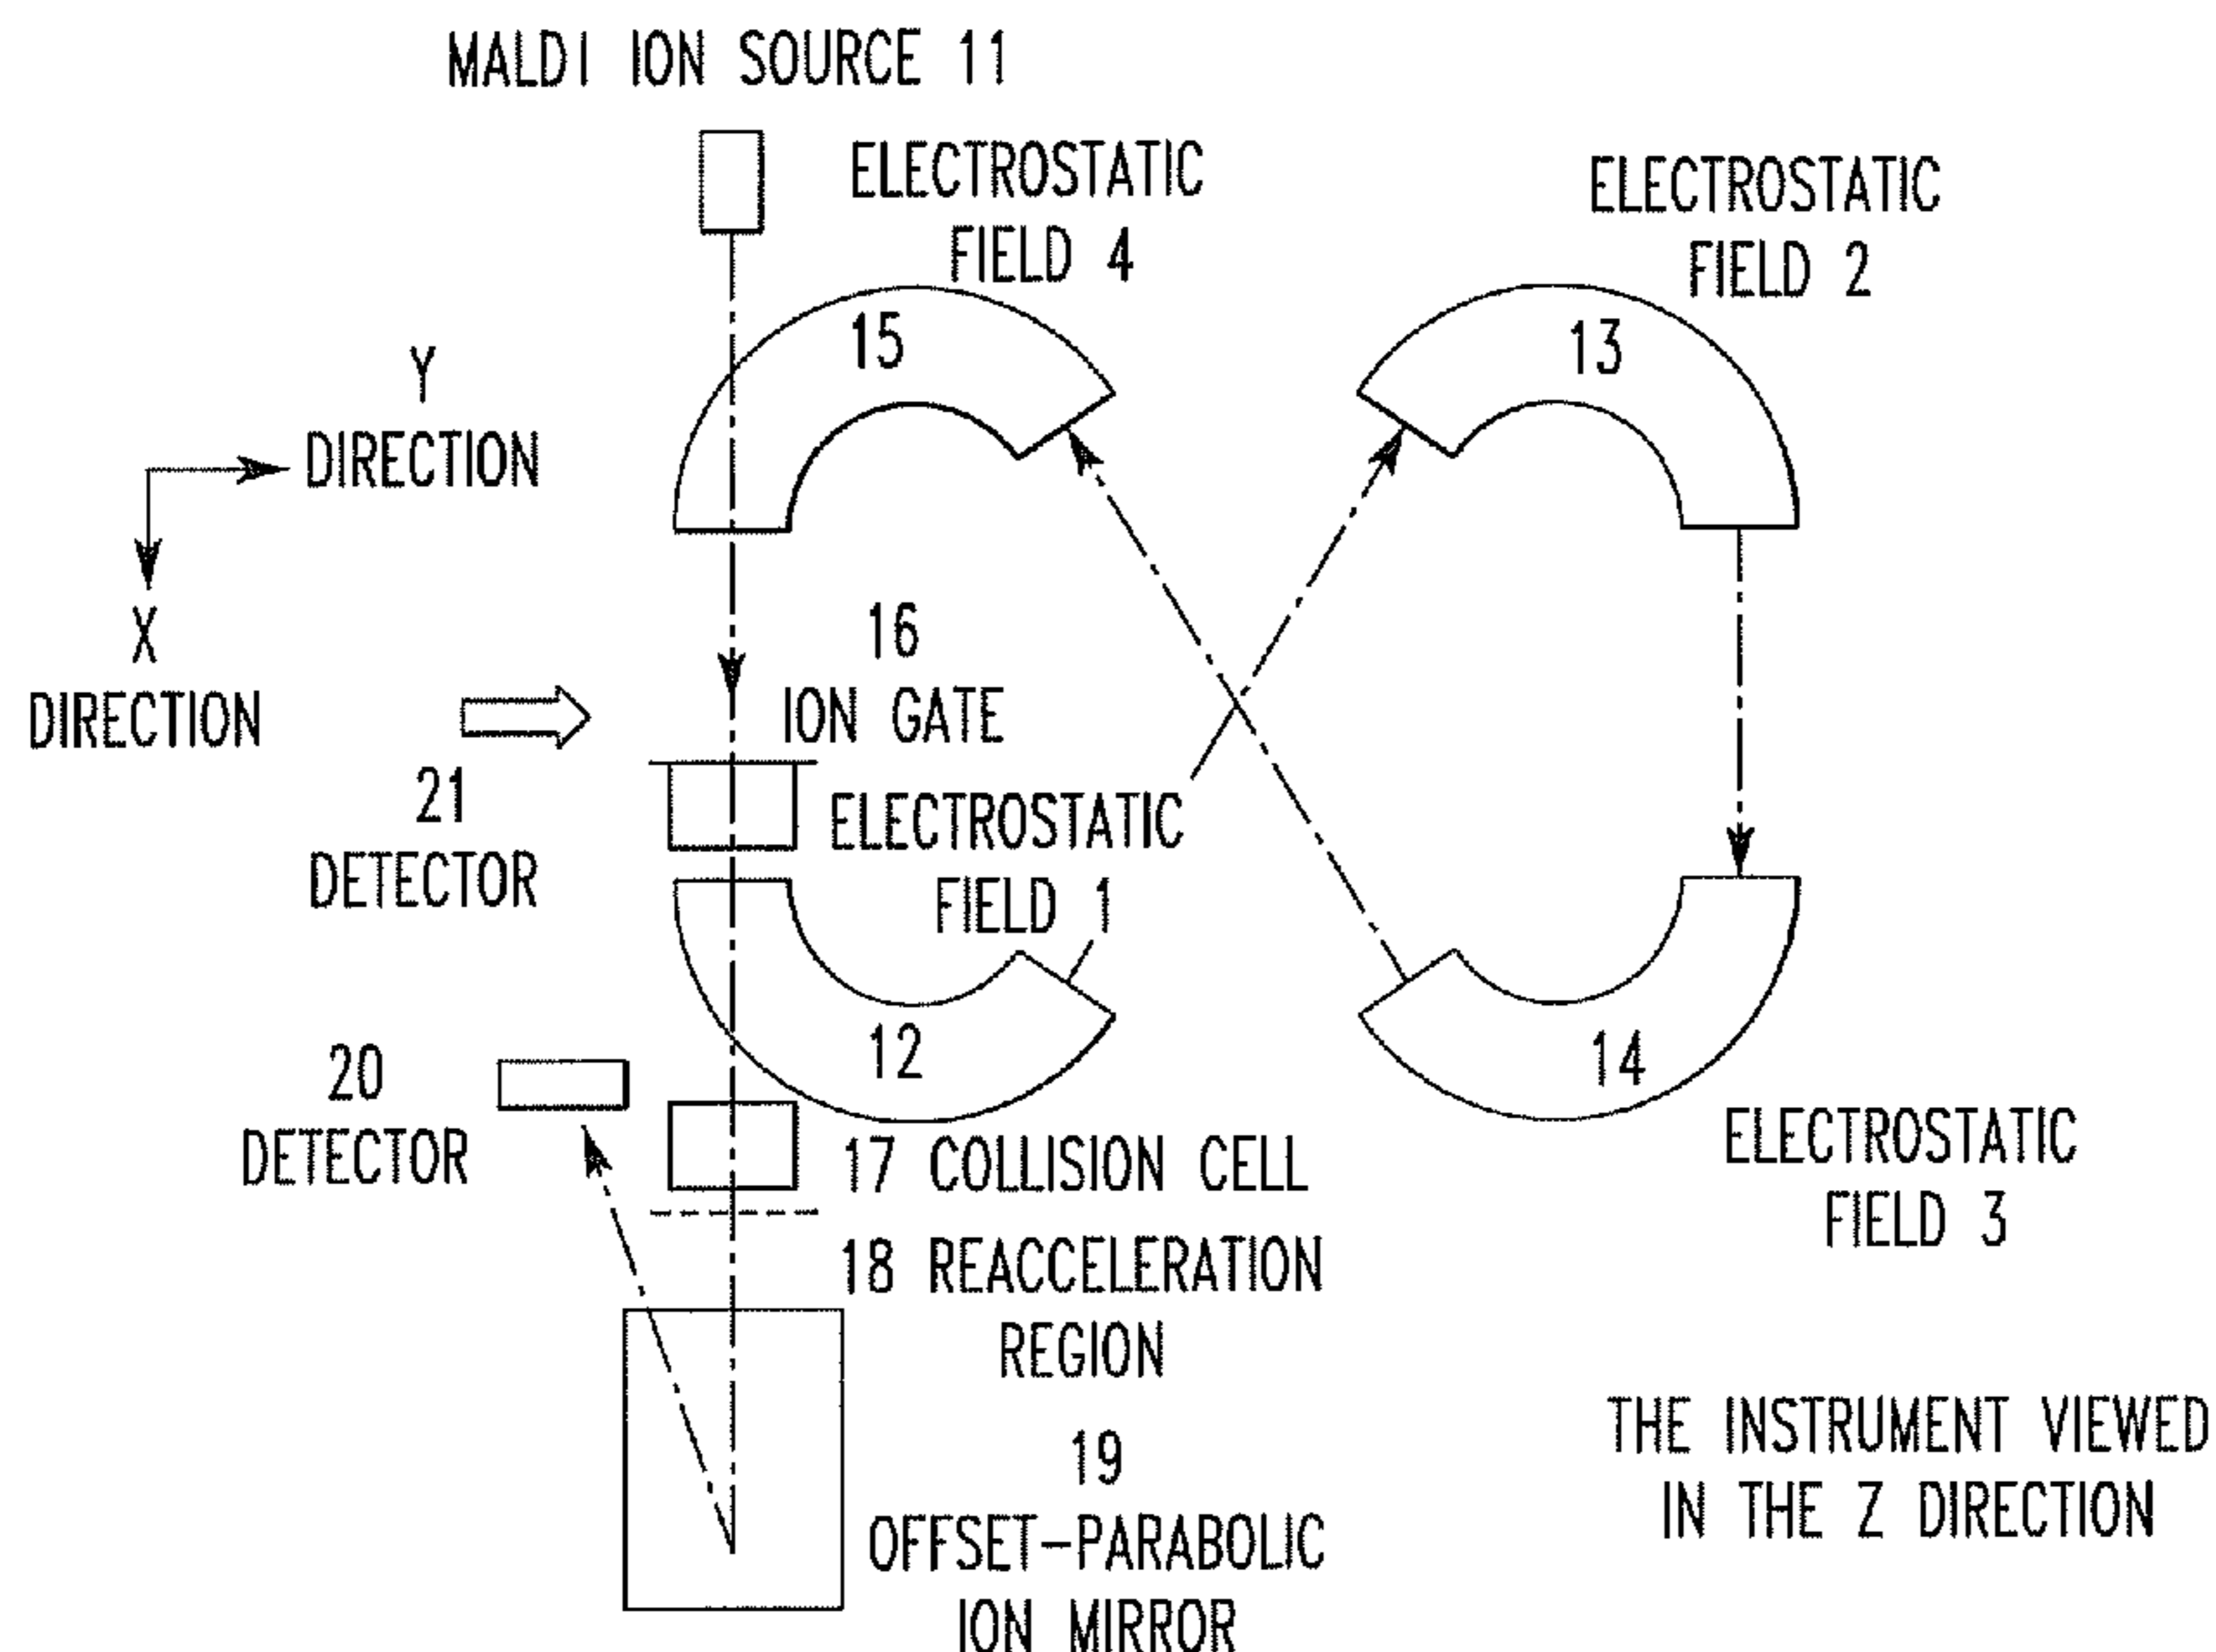 MALDI ION SOURCE 11
ELECTROSTATIC
FIELD 4
ELECTROSTATIC
FIELD 2
15
13
Y
DIRECTION
X
DIRECTION
16
ION GATE
21
DETECTOR
ELECTROSTATIC
FIELD 1
12
14
20
DETECTOR
17 COLLISION CELL
ELECTROSTATIC
FIELD 3
18 REACCELERATION
REGION
19
OFFSET-PARABOLIC
ION MIRROR
THE INSTRUMENT VIEWED
IN THE Z DIRECTION